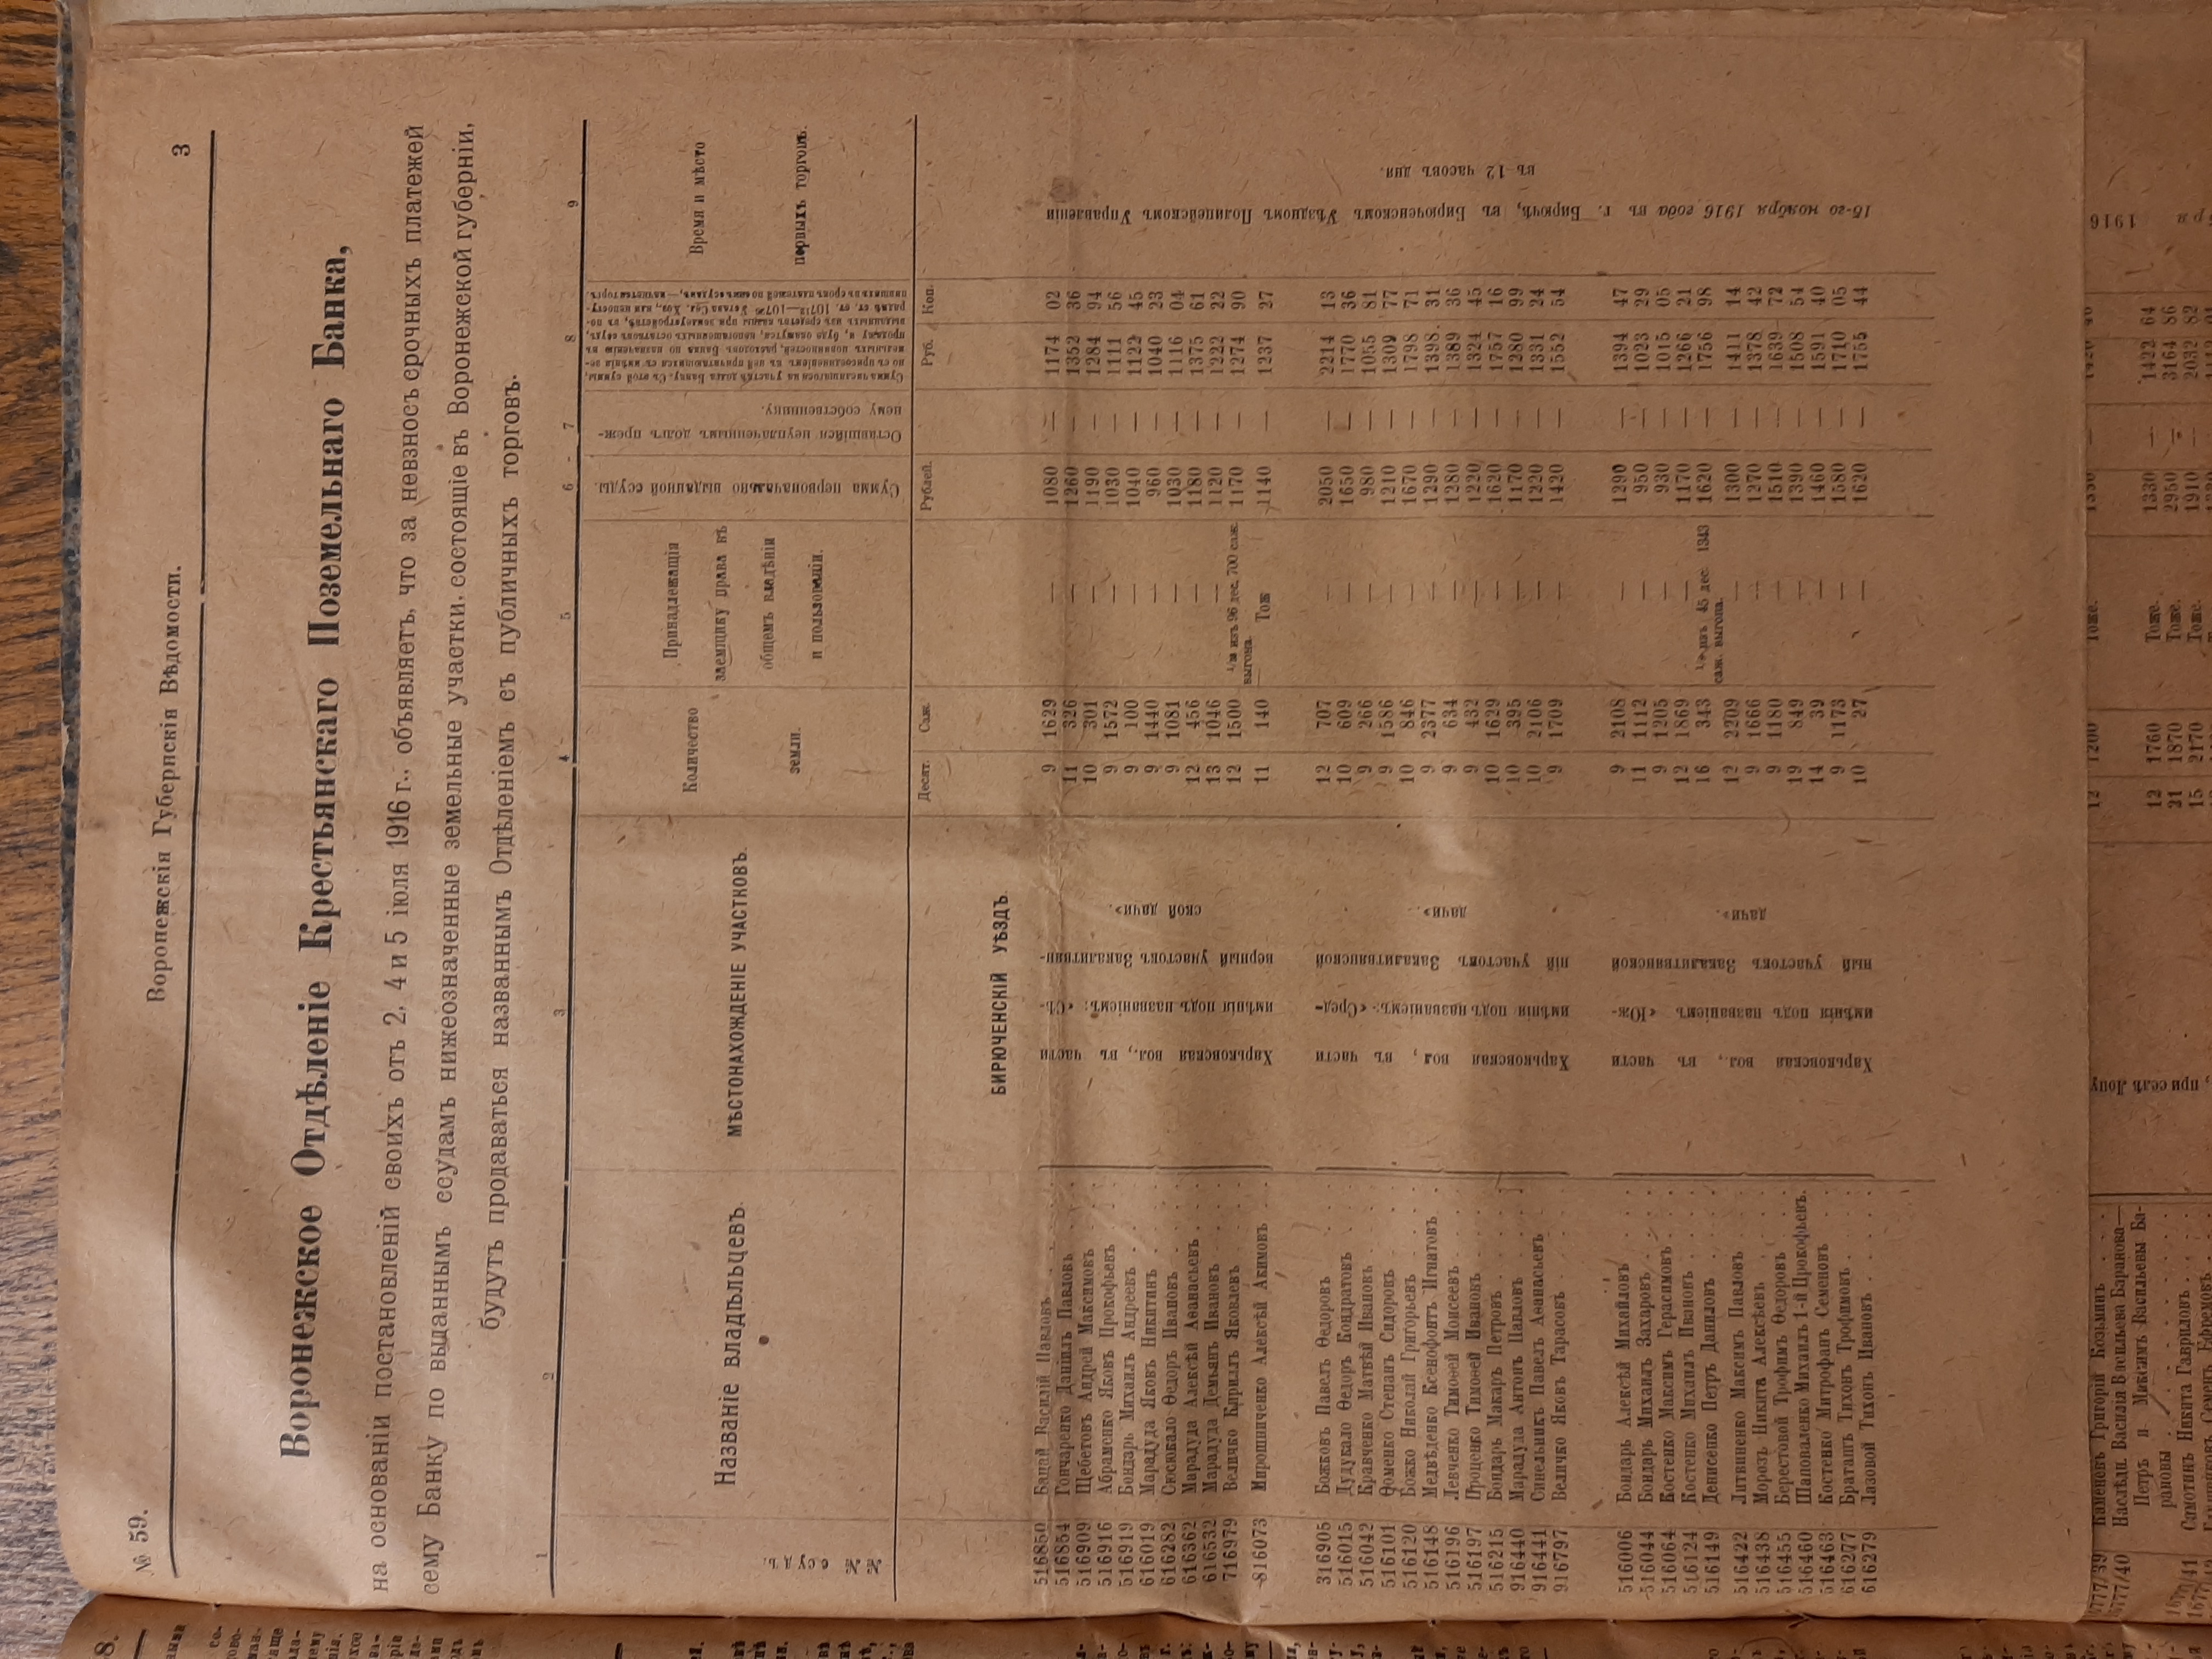 № 59.
Воронежскія Губернскія Вѣдомости.
3
Воронежское Отдѣленіе Крестьянскаго Поземельнаго Банка,
на основаніи постановленій своихъ отъ 2, 4 и 5 іюля 1916 г., объявляетъ, что за невзносъ срочныхъ платежей
сему Банку по выданнымъ ссудамъ нижеозначенные земельные участки, состоящіе въ Воронежской губерніи,
будутъ продаваться названнымъ Отдѣленіемъ съ публичныхъ торговъ.
1 2 3 4 5 6 7 8 9
№№ ссудъ.
Названіе владѣльцевъ.
МѢСТОНАХОЖДЕНІЕ УЧАСТКОВЪ.
Количество
земли.
Принадлежащія
заемщику права въ
общемъ владѣніи
и пользованіи.
Сумма первоначально выданной ссуды.
Оставшійся неуплаченнымъ долгъ преж-
нему собственнику.
Время и мѣсто
первыхъ торговъ.
Десят. Саж. Рублей. Руб. Коп.
БИРЮЧЕНСКІЙ УѢЗДЪ.
516850 Бацай Василій Павловъ 9 1629 — 1080 — 1174 02
516854 Гончаренко Даніилъ Павловъ 11 326 — 1260 — 1352 36
516909 Щебетовъ Андрей Максимовъ 10 301 — 1190 — 1284 94
516916 Абраменко Яковъ Прокофьевъ 9 1572 — 1030 — 1111 56
516919 Бондарь Михаилъ Андреевъ 9 100 — 1040 — 1122 45
616019 Марадуда Яковъ Никитинъ 9 1440 — 960 — 1040 23
616282 Сюсюкало Ѳедоръ Ивановъ 9 1081 — 1030 — 1116 04
616362 Марадуда Алексѣй Аѳанасьевъ 12 456 — 1180 — 1375 61
616532 Марадуда Демьянъ Ивановъ 13 1046 — 1120 — 1222 22
716979 Величко Кириллъ Яковлевъ 12 1500 изъ 96 дес. 700 саж. выгона. 1170 — 1274 90
816073 Мирошниченко Алексѣй Акимовъ 11 140 Тож 1140 — 1237 27
Харьковская вол., въ части
имѣнія подъ названіемъ: «Сѣ-
верный участокъ Закалитвян-
ской дачи».
316905 Божковъ Павелъ Ѳедоровъ 12 707 — 2050 — 2214 13
516015 Дудукало Ѳедоръ Кондратовъ 10 609 — 1650 — 1770 36
516042 Кравченко Матвѣй Ивановъ 9 266 — 980 — 1055 81
516101 Ѳоменко Степанъ Сидоровъ 9 1586 — 1210 — 1309 77
516120 Божко Николай Григорьевъ 10 846 — 1670 — 1798 71
516148 Медвѣденко Ксенофонтъ Игнатовъ 9 2377 — 1290 — 1398 31
516196 Левченко Тимоѳей Моисеевъ 9 634 — 1280 — 1389 36
516197 Проценко Тимоѳей Ивановъ 9 432 — 1220 — 1324 45
516215 Бондарь Макаръ Петровъ 10 1629 — 1620 — 1757 16
916440 Марадуда Антонъ Павловъ 10 395 — 1170 — 1280 99
916441 Синельникъ Павелъ Аѳанасьевъ 10 2106 — 1220 — 1331 24
916797 Величко Яковъ Тарасовъ 9 1709 — 1420 — 1552 54
Харьковская вол, въ части
имѣнія подъ названіемъ: «Сред-
ній участокъ Закалитвянской
дачи».
516006 Бондарь Алексѣй Михайловъ 9 2108 — 1290 — 1394 47
516044 Бондарь Михаилъ Захаровъ 11 1112 — 950 — 1023 29
516064 Костенко Максимъ Герасимовъ 9 1205 — 930 — 1015 05
516124 Костенко Михаилъ Ивановъ 12 1869 — 1170 — 1266 21
516149 Денисенко Петръ Даниловъ 16 343 изъ 45 дес. 1343 саж. выгона. 1620 — 1756 98
516422 Литвиненко Максимъ Павловъ 12 2209 — 1300 — 1411 14
516438 Морозъ Никита Алексѣевъ 9 1666 — 1270 — 1378 42
516455 Берестовой Трофимъ Ѳедоровъ 9 1180 — 1510 — 1639 72
516460 Шаповаленко Михаилъ 1-й Прокофьевъ. 19 849 — 1390 — 1508 54
516463 Костенко Митрофанъ Семеновъ 14 39 — 1460 — 1591 40
616277 Браташъ Тихонъ Трофимовъ 9 1173 — 1580 — 1710 05
616279 Лазовой Тихонъ Ивановъ 10 27 — 1620 — 1755 44
Харьковская вол., въ части
имѣнія подъ названіемъ «Юж-
ный участокъ Закалитвянской
дачи».
15-го ноября 1916 года въ г. Бирючѣ, въ Бирюченскомъ Уѣздномъ Полицейскомъ Управленіи
въ 12 часовъ дня.
777/39 Каменевъ Григорій Козьминъ 12 1200 Тоже. 1330 —
777/40 Наслѣдн. Василія Васильева Баранова—
Петръ и Максимъ Васильевы Ба-
рановы 12 1760 Тоже. 1330 — 1422 64
1677/41 Самотинъ Никита Гавриловъ 21 1870 Тоже. 2950 — 3164 86
Семенъ Ефремовъ 15 2170 Тоже. 1910 — 2032 82
, при селѣ
1916